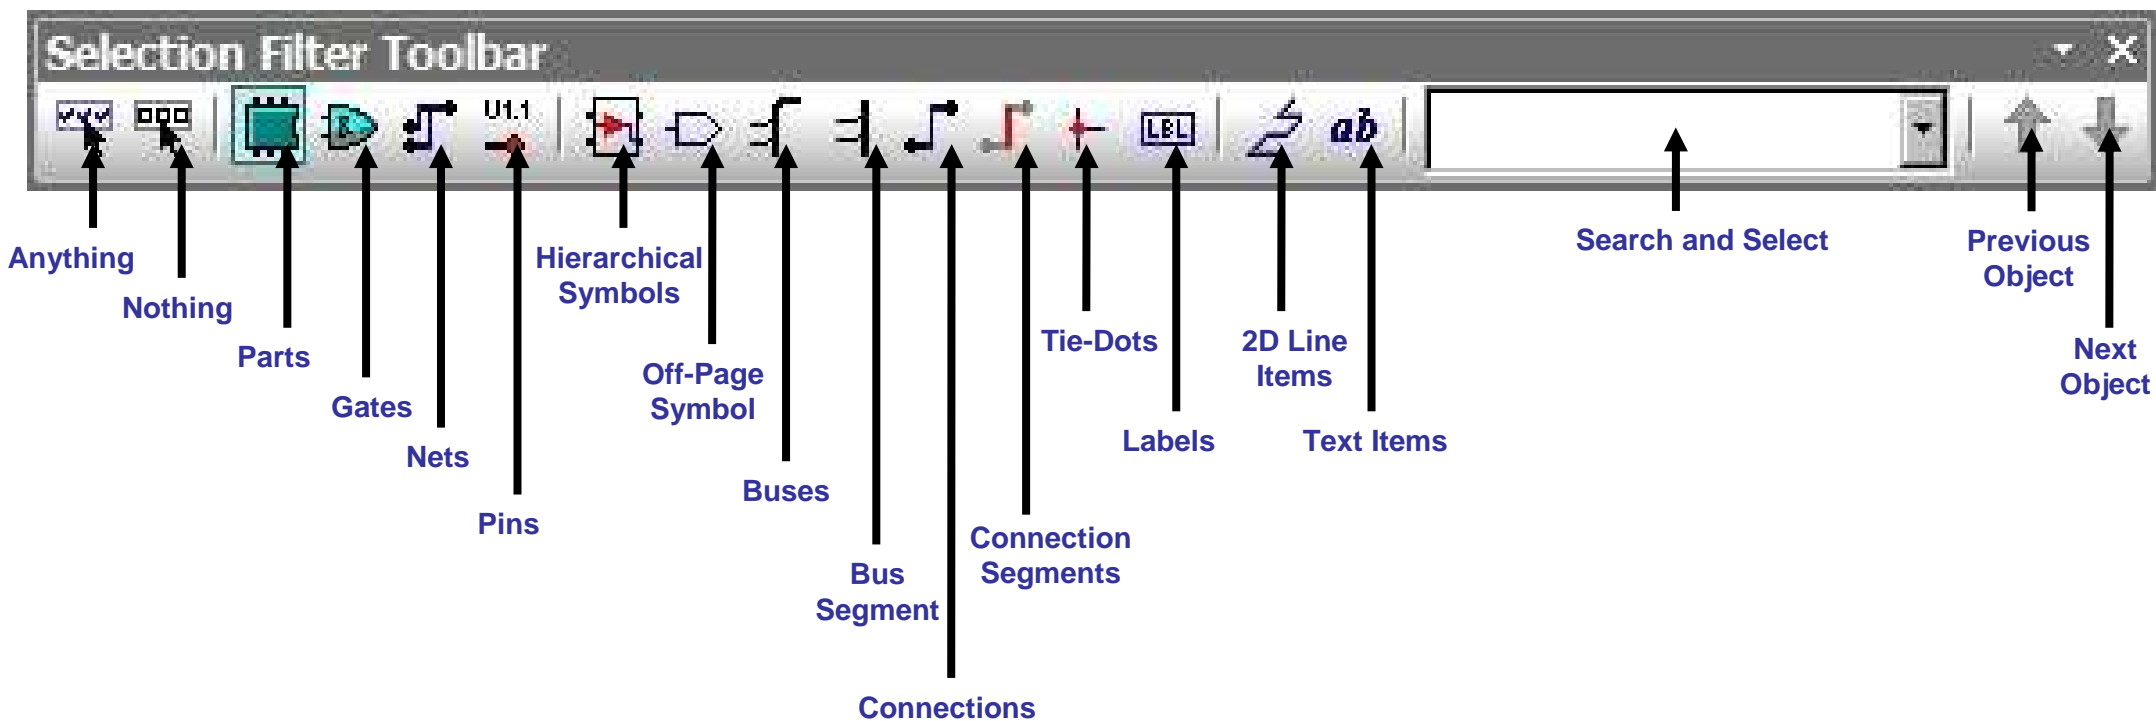 Selection Filter Toolbar
U1.1
LBL
ab
Anything
Nothing
Parts
Gates
Nets
Pins
Hierarchical
Symbols
Off-Page
Symbol
Buses
Bus
Segment
Connections
Connection
Segments
Tie-Dots
Labels
2D Line
Items
Text Items
Search and Select
Previous
Object
Next
Object